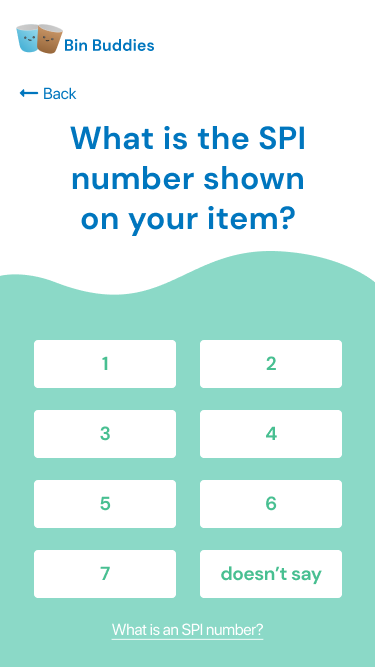 Bin Buddies
Back
What is the SPI
number shown
on your item?
1
2
3
4
5
6
7
doesn't say
What is an SPI number?